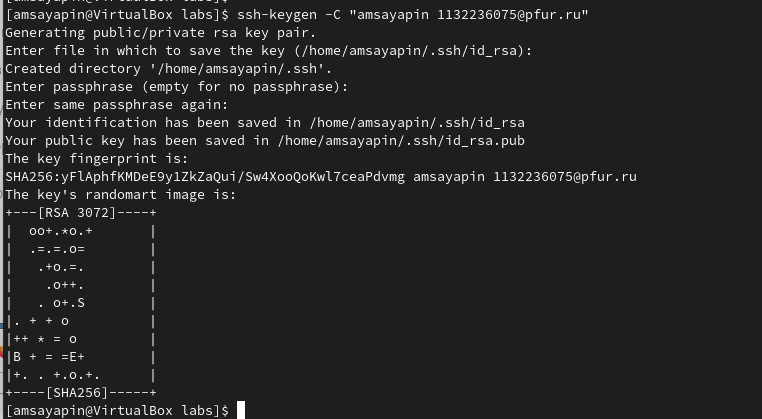 [amsayapin@VirtualBox labs]$ ssh-keygen -C "amsayapin 1132236075@pfur.ru"
Generating public/private rsa key pair.
Enter file in which to save the key (/home/amsayapin/.ssh/id_rsa):
Created directory '/home/amsayapin/.ssh'.
Enter passphrase (empty for no passphrase):
Enter same passphrase again:
Your identification has been saved in /home/amsayapin/.ssh/id_rsa
Your public key has been saved in /home/amsayapin/.ssh/id_rsa.pub
The key fingerprint is:
SHA256:yFlAphfKMDeE9y1ZkZaQui/Sw4XooQoKwl7ceaPdvmg amsayapin 1132236075@pfur.ru
The key's randomart image is:
+---[RSA 3072]----+
|  oo+.*o.+       |
|  .=.=.o=        |
|   .+o.=.        |
|    .o++.        |
|   . o+.S        |
|. + + o          |
|++ * = o         |
|B + = =E+        |
|+. . +.o.+.      |
+----[SHA256]-----+
[amsayapin@VirtualBox labs]$